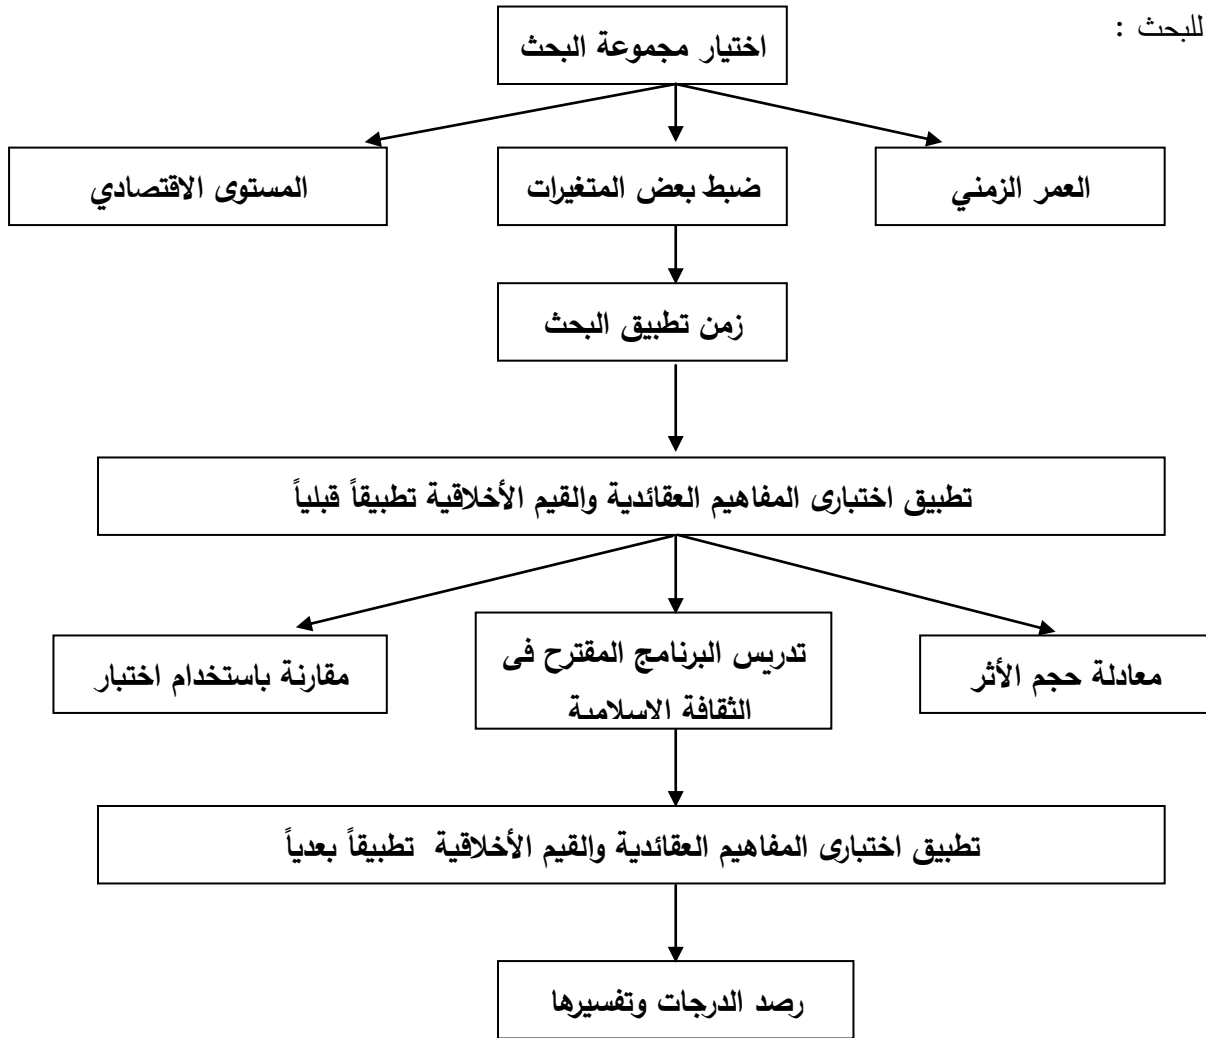 للبحث :
اختيار مجموعة البحث
العمر الزمني
ضبط بعض المتغيرات
المستوى الاقتصادي
زمن تطبيق البحث
تطبيق اختبارى المفاهيم العقائدية والقيم الأخلاقية تطبيقاً قبلياً
معادلة حجم الأثر
تدريس البرنامج المقترح فى
الثقافة الاسلامية
مقارنة باستخدام اختبار
تطبيق اختبارى المفاهيم العقائدية والقيم الأخلاقية تطبيقاً بعدياً
رصد الدرجات وتفسيرها